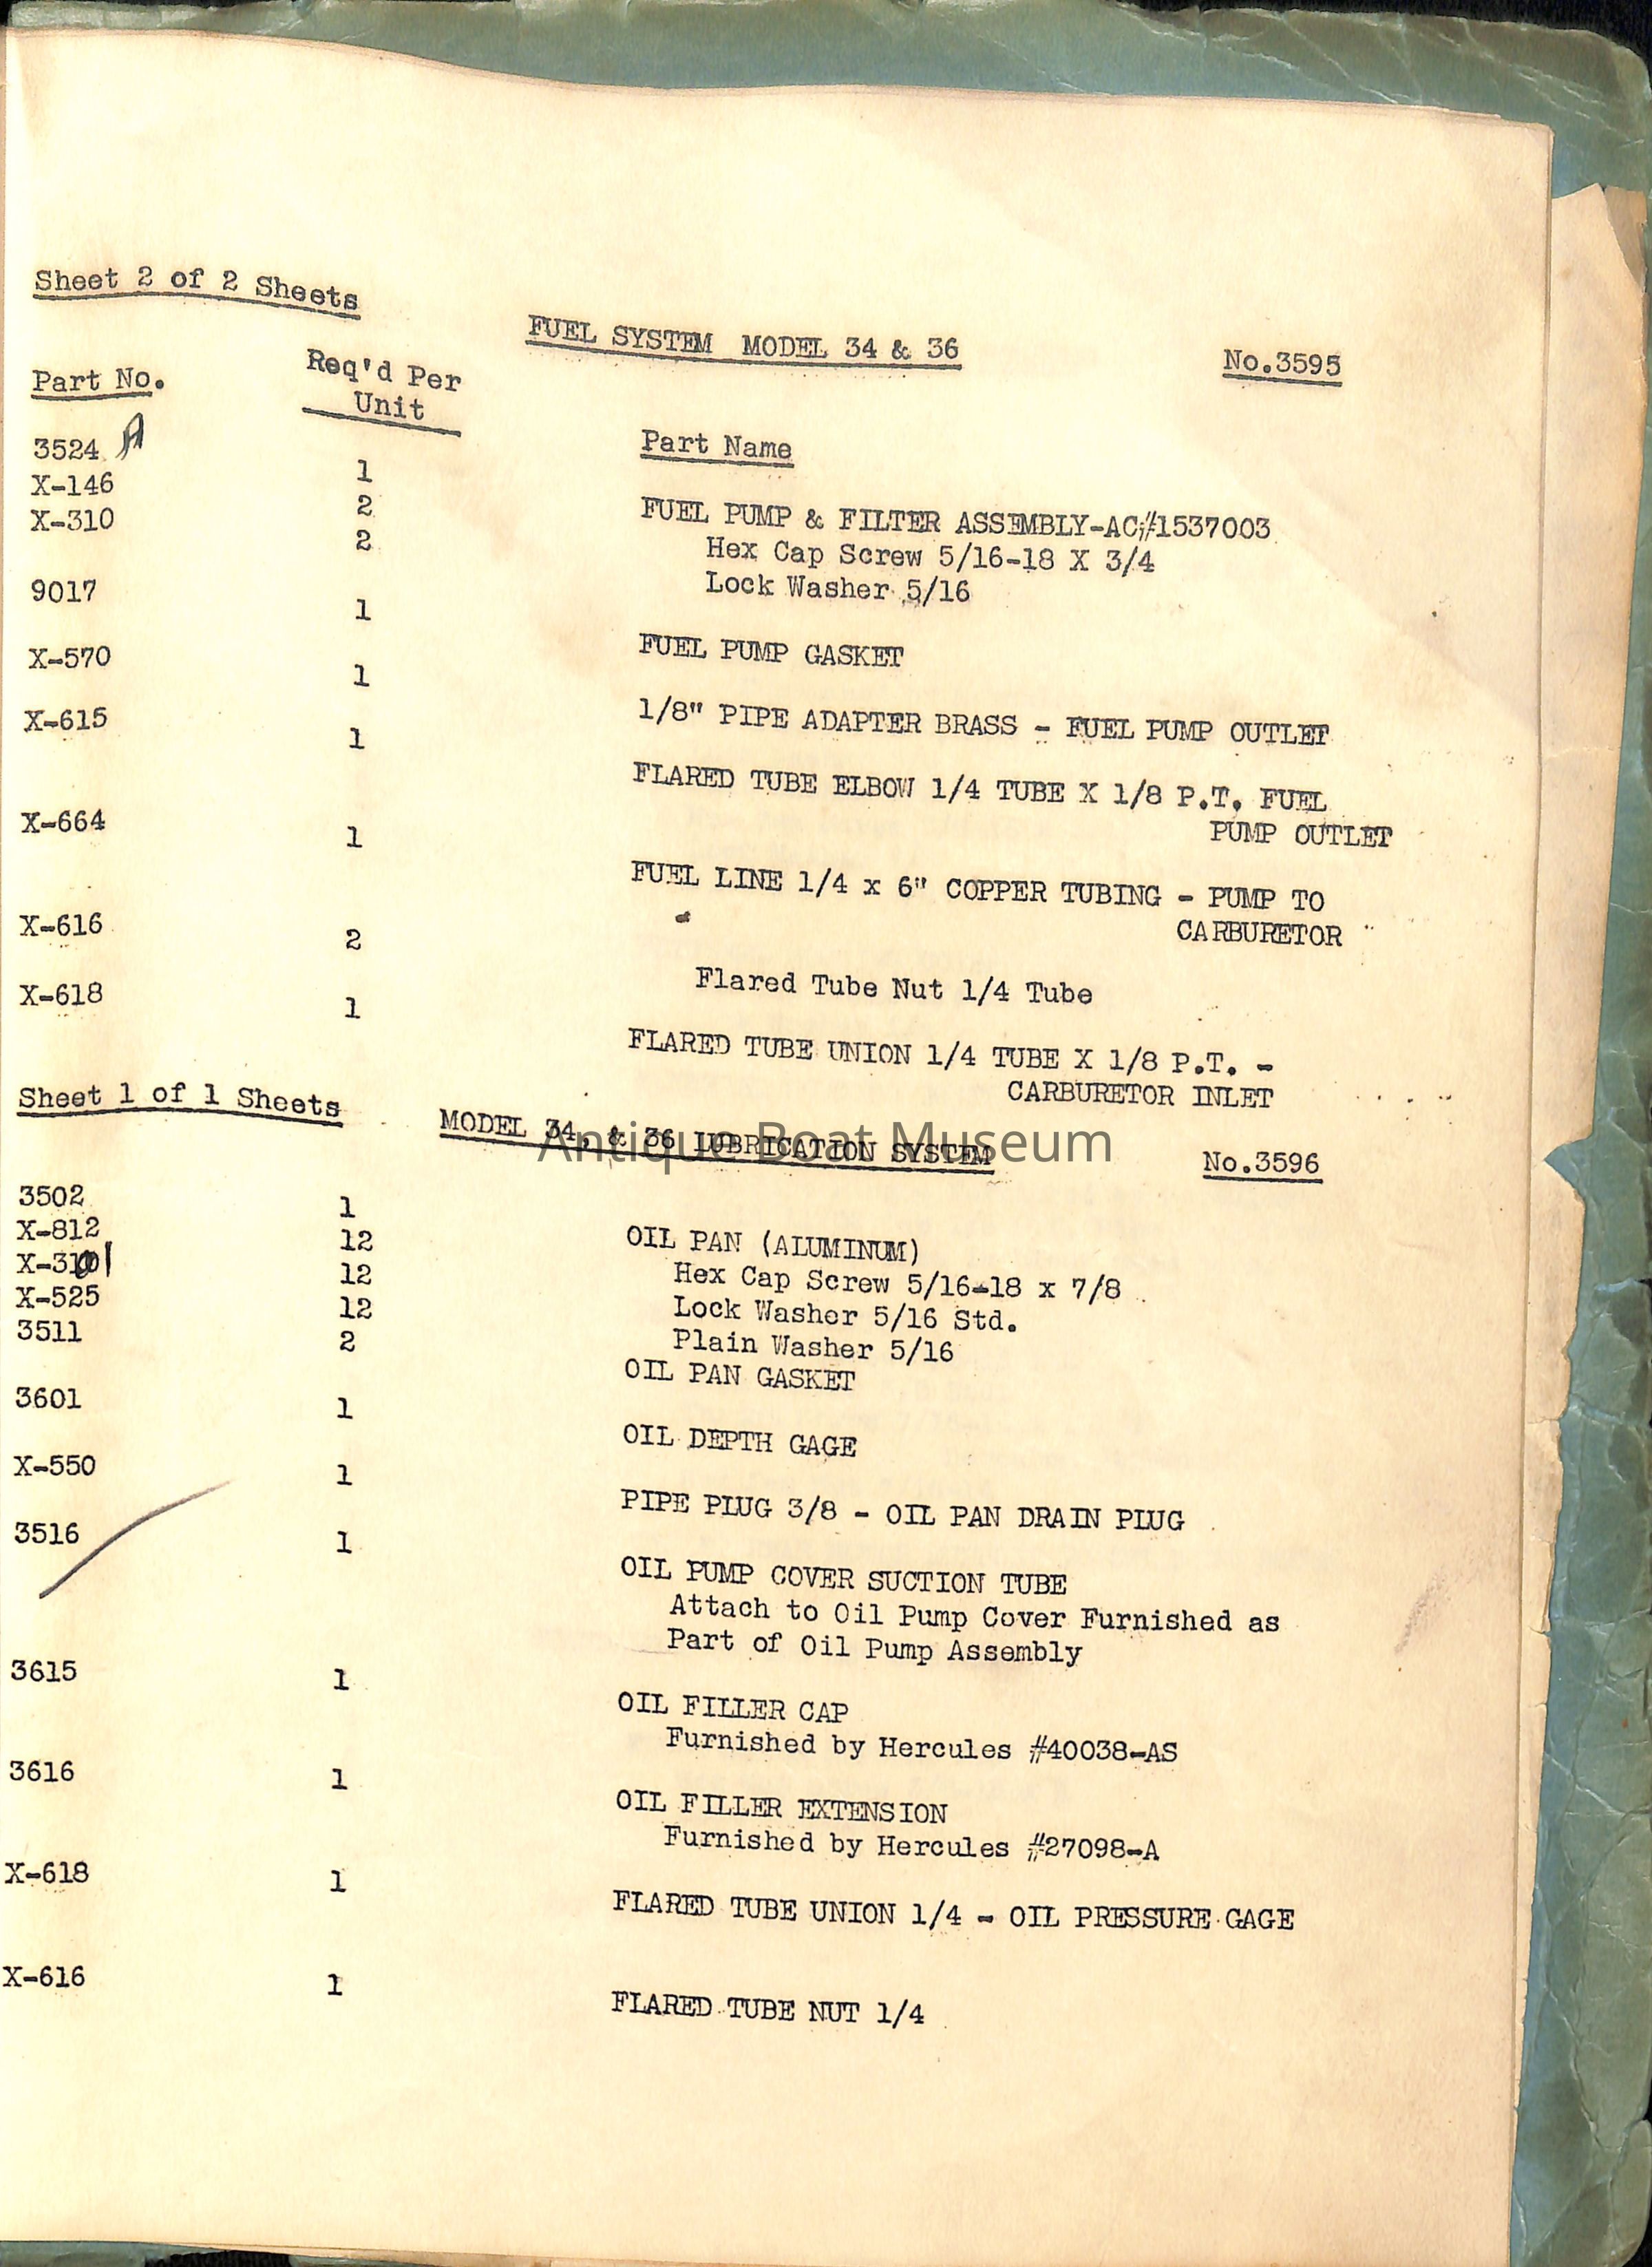 Sheet 2 of 2 Sheets
FUEL SYSTEM MODEL 34 & 36 No.3595
Part No. Req'd Per Unit Part Name
3524 A 1 FUEL PUMP & FILTER ASSEMBLY-AC#1537003
X-146 2 Hex Cap Screw 5/16-18 X 3/4
X-310 2 Lock Washer 5/16
9017 1 FUEL PUMP GASKET
X-570 1 1/8" PIPE ADAPTER BRASS - FUEL PUMP OUTLET
X-615 1 FLARED TUBE ELBOW 1/4 TUBE X 1/8 P.T. FUEL
PUMP OUTLET
X-664 1 FUEL LINE 1/4 x 6" COPPER TUBING - PUMP TO
CARBURETOR
X-616 2 Flared Tube Nut 1/4 Tube
X-618 1 FLARED TUBE UNION 1/4 TUBE X 1/8 P.T. -
CARBURETOR INLET
Sheet 1 of 1 Sheets
MODEL 34, & 36 LUBRICATION SYSTEM No.3596
Antique Boat Museum
3502 1 OIL PAN (ALUMINUM)
X-812 12 Hex Cap Screw 5/16-18 x 7/8
12 Lock Washer 5/16 Std.
X-525 12 Plain Washer 5/16
3511 2 OIL PAN GASKET
3601 1 OIL DEPTH GAGE
X-550 1 PIPE PLUG 3/8 - OIL PAN DRAIN PLUG
3516 1 OIL PUMP COVER SUCTION TUBE
Attach to Oil Pump Cover Furnished as
Part of Oil Pump Assembly
3615 1 OIL FILLER CAP
Furnished by Hercules #40038-AS
3616 1 OIL FILLER EXTENSION
Furnished by Hercules #27098-A
X-618 1 FLARED TUBE UNION 1/4 - OIL PRESSURE GAGE
X-616 1 FLARED TUBE NUT 1/4